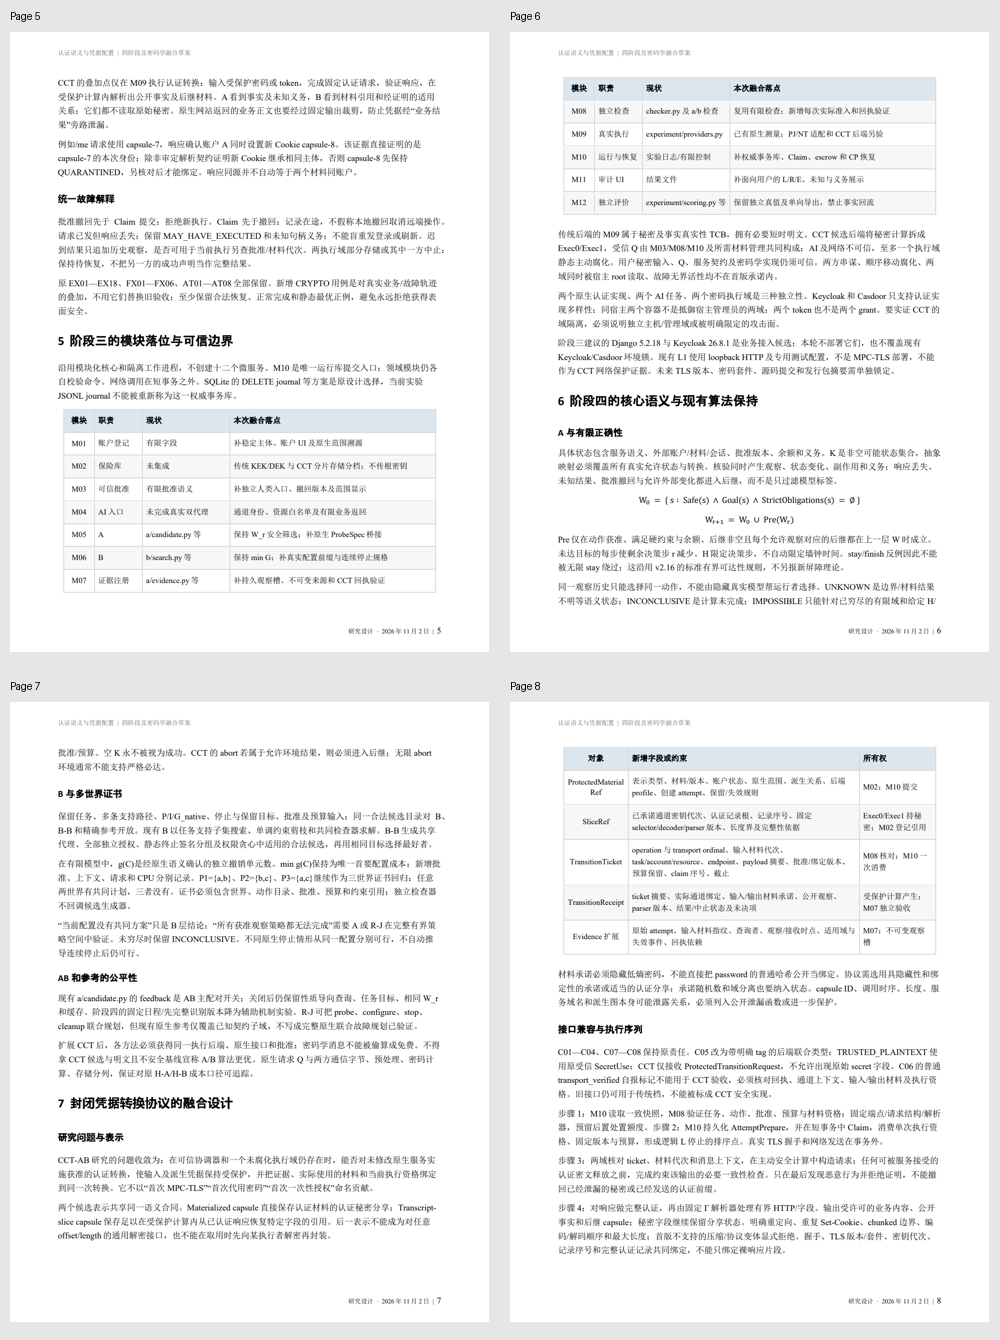 Page 5
认证语义与凭据配置 | 四阶段及密码学融合草案
CCT 的叠加点仅在 M09 执行认证转换：输入受保护密码或 token，完成固定认证请求，验证响应，在
受保护计算内解析出公开事实及后继材料。A 看到事实及未知义务，B 看到材料引用和经证明的适用
关系；它们都不读取原始秘密。原生网站返回的业务正文也要经过固定输出裁剪，防止凭据经“业务结
果”旁路泄漏。
例如/me 请求使用 capsule-7，响应确认账户 A 同时设置新 Cookie capsule-8。该证据直接证明的是
capsule-7 的本次身份；除非审定解析契约证明新 Cookie 继承相同主体，否则 capsule-8 先保持
QUARANTINED，另核对后才能绑定。响应同源并不自动等于两个材料同账户。
统一故障解释
批准撤回先于 Claim 提交：拒绝新执行。Claim 先于撤回：记录在途，不假称本地撤回取消远端操作。
请求已发但响应丢失：保留 MAY_HAVE_EXECUTED 和未知句柄义务；不能盲重发登录或刷新。迟
到结果只追加历史观察，是否可用于当前执行另查批准/材料代次。两执行域部分存储或其中一方中止：
保持待恢复，不把另一方的成功声明当作完整结果。
原 EX01—EX18、FX01—FX06、AT01—AT08 全部保留。新增 CRYPTO 用例是对真实业务/故障轨迹
的叠加，不用它们替换旧验收；至少保留合法恢复、正常完成和静态最优正例，避免永远拒绝获得表
面安全。
5 阶段三的模块落位与可信边界
沿用模块化核心和隔离工作进程，不创建十二个微服务。M10 是唯一运行库提交入口；领域模块仍各
自校验命令。网络调用在短事务之外。SQLite 的 DELETE journal 等方案是原设计选择，当前实验
JSONL journal 不能被重新称为这一权威事务库。
模块 职责 现状 本次融合落点
M01 账户登记 有限字段 补稳定主体、账户 UI 及原生范围溯源
M02 保险库 未集成 传统 KEK/DEK 与 CCT 分片存储分档；不传根密钥
M03 可信批准 有限批准语义 补独立人类入口、撤回版本及范围显示
M04 AI 入口 未完成真实双代理 通道身份、资源白名单及有限业务返回
M05 A a/candidate.py 等 保持 W_r 安全筛选；补原生 ProbeSpec 桥接
M06 B b/search.py 等 保持 min G；补真实配置前缀与连续停止规格
M07 证据注册 a/evidence.py 等 补持久观察槽、不可变来源和 CCT 回执验证
研究设计 · 2026 年 11 月 2 日 | 5
Page 6
认证语义与凭据配置 | 四阶段及密码学融合草案
模块 职责 现状 本次融合落点
M08 独立检查 checker.py 及 a/b 检查 复用有限检查；新增每次实际准入和回执验证
M09 真实执行 experiment/providers.py 已有原生测量；PJ/NT 适配和 CCT 后端另验
M10 运行与恢复 实验日志/有限控制 补权威事务库、Claim、escrow 和 CP 恢复
M11 审计 UI 结果文件 补面向用户的 L/R/E、未知与义务展示
M12 独立评价 experiment/scoring.py 等 保留独立真值及单向导出，禁止事实回流
传统后端的 M09 属于秘密及事实真实性 TCB，拥有必要短时明文。CCT 候选后端将秘密计算拆成
Exec0/Exec1，受信 Q 由 M03/M08/M10 及所需材料管理共同构成；AI 及网络不可信，至多一个执行域
静态主动腐化。用户秘密输入、Q、服务契约及密码学实现仍须可信。两方串谋、顺序移动腐化、两
域同时被宿主 root 读取、故障无界活性均不在首版承诺内。
两个原生认证实现、两个 AI 任务、两个密码执行域是三种独立性。Keycloak 和 Casdoor 只支持认证实
现多样性；同宿主两个容器不是抵御宿主管理员的两域；两个 token 也不是两个 grant。要实证 CCT 的
域隔离，必须说明独立主机/管理域或被明确限定的攻击面。
阶段三建议的 Django 5.2.18 与 Keycloak 26.8.1 是业务接入候选；本轮不部署它们，也不覆盖现有
Keycloak/Casdoor 环境锁。现有 L1 使用 loopback HTTP 及专用测试配置，不是 MPC-TLS 部署，不能
作为 CCT 网络保护证据。未来 TLS 版本、密码套件、源码提交和发行包摘要需单独锁定。
6 阶段四的核心语义与现有算法保持
A 与有限正确性
具体状态包含服务语义、外部账户/材料/会话、批准版本、余额和义务。K 是非空可能状态集合，抽象
映射必须覆盖所有真实允许状态与转换。核验同时产生观察、状态变化、副作用和义务；响应丢失、
未知结果、批准撤回与允许外部变化都进入后继，而不是只过滤模型标签。
W₀ = { s : Safe(s) ∧ Goal(s) ∧ StrictObligations(s) = ∅ }
Wᵣ₊₁ = W₀ ∪ Pre(Wᵣ)
Pre 仅在动作获准、满足硬约束与余额、后继非空且每个允许观察对应的后继都在上一层 W 时成立。
未达目标的每步使剩余决策步 r 减少。H 限定决策步，不自动限定墙钟时间。stay/finish 反例因此不能
被无限 stay 绕过；这沿用 v2.16 的标准有界可达性规则，不另报新屏障理论。
同一观察历史只能选择同一动作，不能由隐藏真实模型帮运行者选择。UNKNOWN 是边界/材料结果
不明等语义状态；INCONCLUSIVE 是计算未完成；IMPOSSIBLE 只能针对已穷尽的有限域和给定 H/
研究设计 · 2026 年 11 月 2 日 | 6
Page 7
认证语义与凭据配置 | 四阶段及密码学融合草案
批准/预算。空 K 永不被视为成功。CCT 的 abort 若属于允许环境结果，则必须进入后继；无限 abort
环境通常不能支持严格必达。
B 与多世界证书
保留任务、多条支持路径、P/I/G_native、停止与保留目标、批准及预算输入；同一合法候选目录对 B、
B-B 和精确参考开放。现有 B 以任务支持子集搜索、单调约束剪枝和共同检查器求解。B-B 生成共享
代理、全部独立授权、静态终止签名分组及权限贪心中适用的合法候选，再用相同目标选择最好者。
在有限模型中，g(C)是经原生语义确认的独立撤销单元数。min g(C)保持为唯一首要配置成本；新增批
准、上下文、请求和 CPU 分别记录。P1={a,b}、P2={b,c}、P3={a,c}继续作为三世界证书回归：任意
两世界有共同计划，三者没有。证书必须包含世界、动作目录、批准、预算和约束引用；独立检查器
不回调候选生成器。
“当前配置没有共同方案”只是 B 层结论；“所有获准观察策略都无法完成”需要 A 或 R-J 在完整有界策
略空间中验证。未穷尽时保留 INCONCLUSIVE。不同原生停止情形从同一配置分别可行，不自动推
导连续停止后仍可行。
AB 和参考的公平性
现有 a/candidate.py 的 feedback 是 AB 主配对开关；关闭后仍保留性质导向查询、任务目标、相同 W_r
和缓存。阶段四的固定日程/先完整识别版本降为辅助机制实验。R-J 可把 probe、configure、stop、
cleanup 联合规划，但现有原生参考仅覆盖已知契约子域，不写成完整原生联合故障规划已验证。
扩展 CCT 后，各方法必须获得同一执行后端、原生接口和批准；密码学消息不能被偷算成免费。不得
拿 CCT 候选与明文且不安全基线宣称 A/B 算法更优。原生请求 Q 与两方通信字节、预处理、密码计
算、存储分列，保证对原 H-A/H-B 成本口径可追踪。
7 封闭凭据转换协议的融合设计
研究问题与表示
CCT-AB 研究的问题收敛为：在可信协调器和一个未腐化执行域仍存在时，能否对未修改原生服务实
施获准的认证转换，使输入及派生凭据保持受保护，并把证据、实际使用的材料和当前执行资格绑定
到同一次转换。它不以“首次 MPC-TLS”“首次代用密码”“首次一次性授权”命名贡献。
两个候选表示共享同一语义合同。Materialized capsule 直接保存认证材料的认证秘密分享；Transcript-
slice capsule 保存足以在受保护计算内从已认证响应恢复特定字段的引用。后一表示不能成为对任意
offset/length 的通用解密接口，也不能在取用时先向某执行者解密再封装。
研究设计 · 2026 年 11 月 2 日 | 7
Page 8
认证语义与凭据配置 | 四阶段及密码学融合草案
对象 新增字段或约束 所有权
ProtectedMaterial 表示类型、材料/版本、账户状态、原生范围、派生关系、后端 M02；M10 提交
Ref profile、创建 attempt、保留/失效规则
SliceRef 已承诺通道密钥代次、认证记录根、记录序号、固定 Exec0/Exec1 持秘
selector/decoder/parser 版本、长度界及完整性依据 密；M02 登记引用
TransitionTicket operation 与 transport ordinal、输入材料代次、 M08 核对；M10 一
task/account/resource、endpoint、payload 摘要、批准/绑定版本、 次消费
预算保留、claim 序号、截止
TransitionReceipt ticket 摘要、实际通道绑定、输入/输出材料承诺、公开观察、 受保护计算产生；
parser 版本、结果/中止状态及未决项 M07 独立验收
Evidence 扩展 原始 attempt、输入材料指纹、查询者、观察/接收时点、适用域与 M07；不可变观察
失效事件、回执依赖 槽
材料承诺必须隐藏低熵密码，不能直接把 password 的普通哈希公开当绑定。协议需选用具隐藏性和绑
定性的承诺或适当的认证分享；承诺随机数和域分离也要纳入状态。capsule ID、调用时序、长度、服
务域名和派生图本身可能泄露关系，必须列入公开泄漏函数或进一步保护。
接口兼容与执行序列
C01—C04、C07—C08 保持原责任。C05 改为带明确 tag 的后端联合类型：TRUSTED_PLAINTEXT 使
用原受信 SecretUse；CCT 仅接收 ProtectedTransitionRequest，不允许出现原始 secret 字段。C06 的普通
transport_verified 自报标记不能用于 CCT 验收，必须核对回执、通道上下文、输入/输出材料及执行资
格。旧接口仍可用于传统档，不能被标成 CCT 安全实现。
步骤 1：M10 读取一致快照，M08 验证任务、动作、批准、预算与材料资格；固定端点/请求结构/解析
器，预留后置处置额度。步骤 2：M10 持久化 AttemptPrepare，并在短事务中 Claim，消费单次执行资
格、固定版本与预算，形成逻辑 L 停止的排序点。真实 TLS 握手和网络发送在事务外。
步骤 3：两域核对 ticket、材料代次和消息上下文，在主动安全计算中构造请求；任何可被服务接受的
认证密文释放之前，完成约束该输出的必要一致性检查。只在最后发现恶意行为并拒绝证明，不能撤
回已经泄漏的秘密或已经发送的认证前缀。
步骤 4：对响应做完整认证，再由固定 Γ 解析器处理有界 HTTP/字段。输出受许可的业务内容、公开
事实和后继 capsule；秘密字段继续保留分享状态。明确重定向、重复 Set-Cookie、chunked 边界、编
码/解码顺序和最大长度；首版不支持的压缩/协议变体显式拒绝。握手、TLS 版本/套件、密钥代次、
记录序号和完整认证记录共同绑定，不能只绑定裸响应片段。
研究设计 · 2026 年 11 月 2 日 | 8